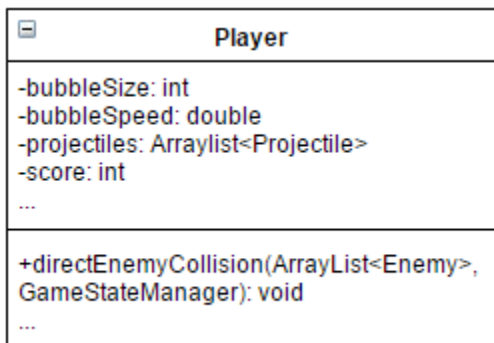 Player
-bubbleSize: int
-bubbleSpeed: double
-projectiles: Arraylist<Projectile>
-score: int
...
+directEnemyCollision(ArrayList<Enemy>,
GameStateManager): void
...